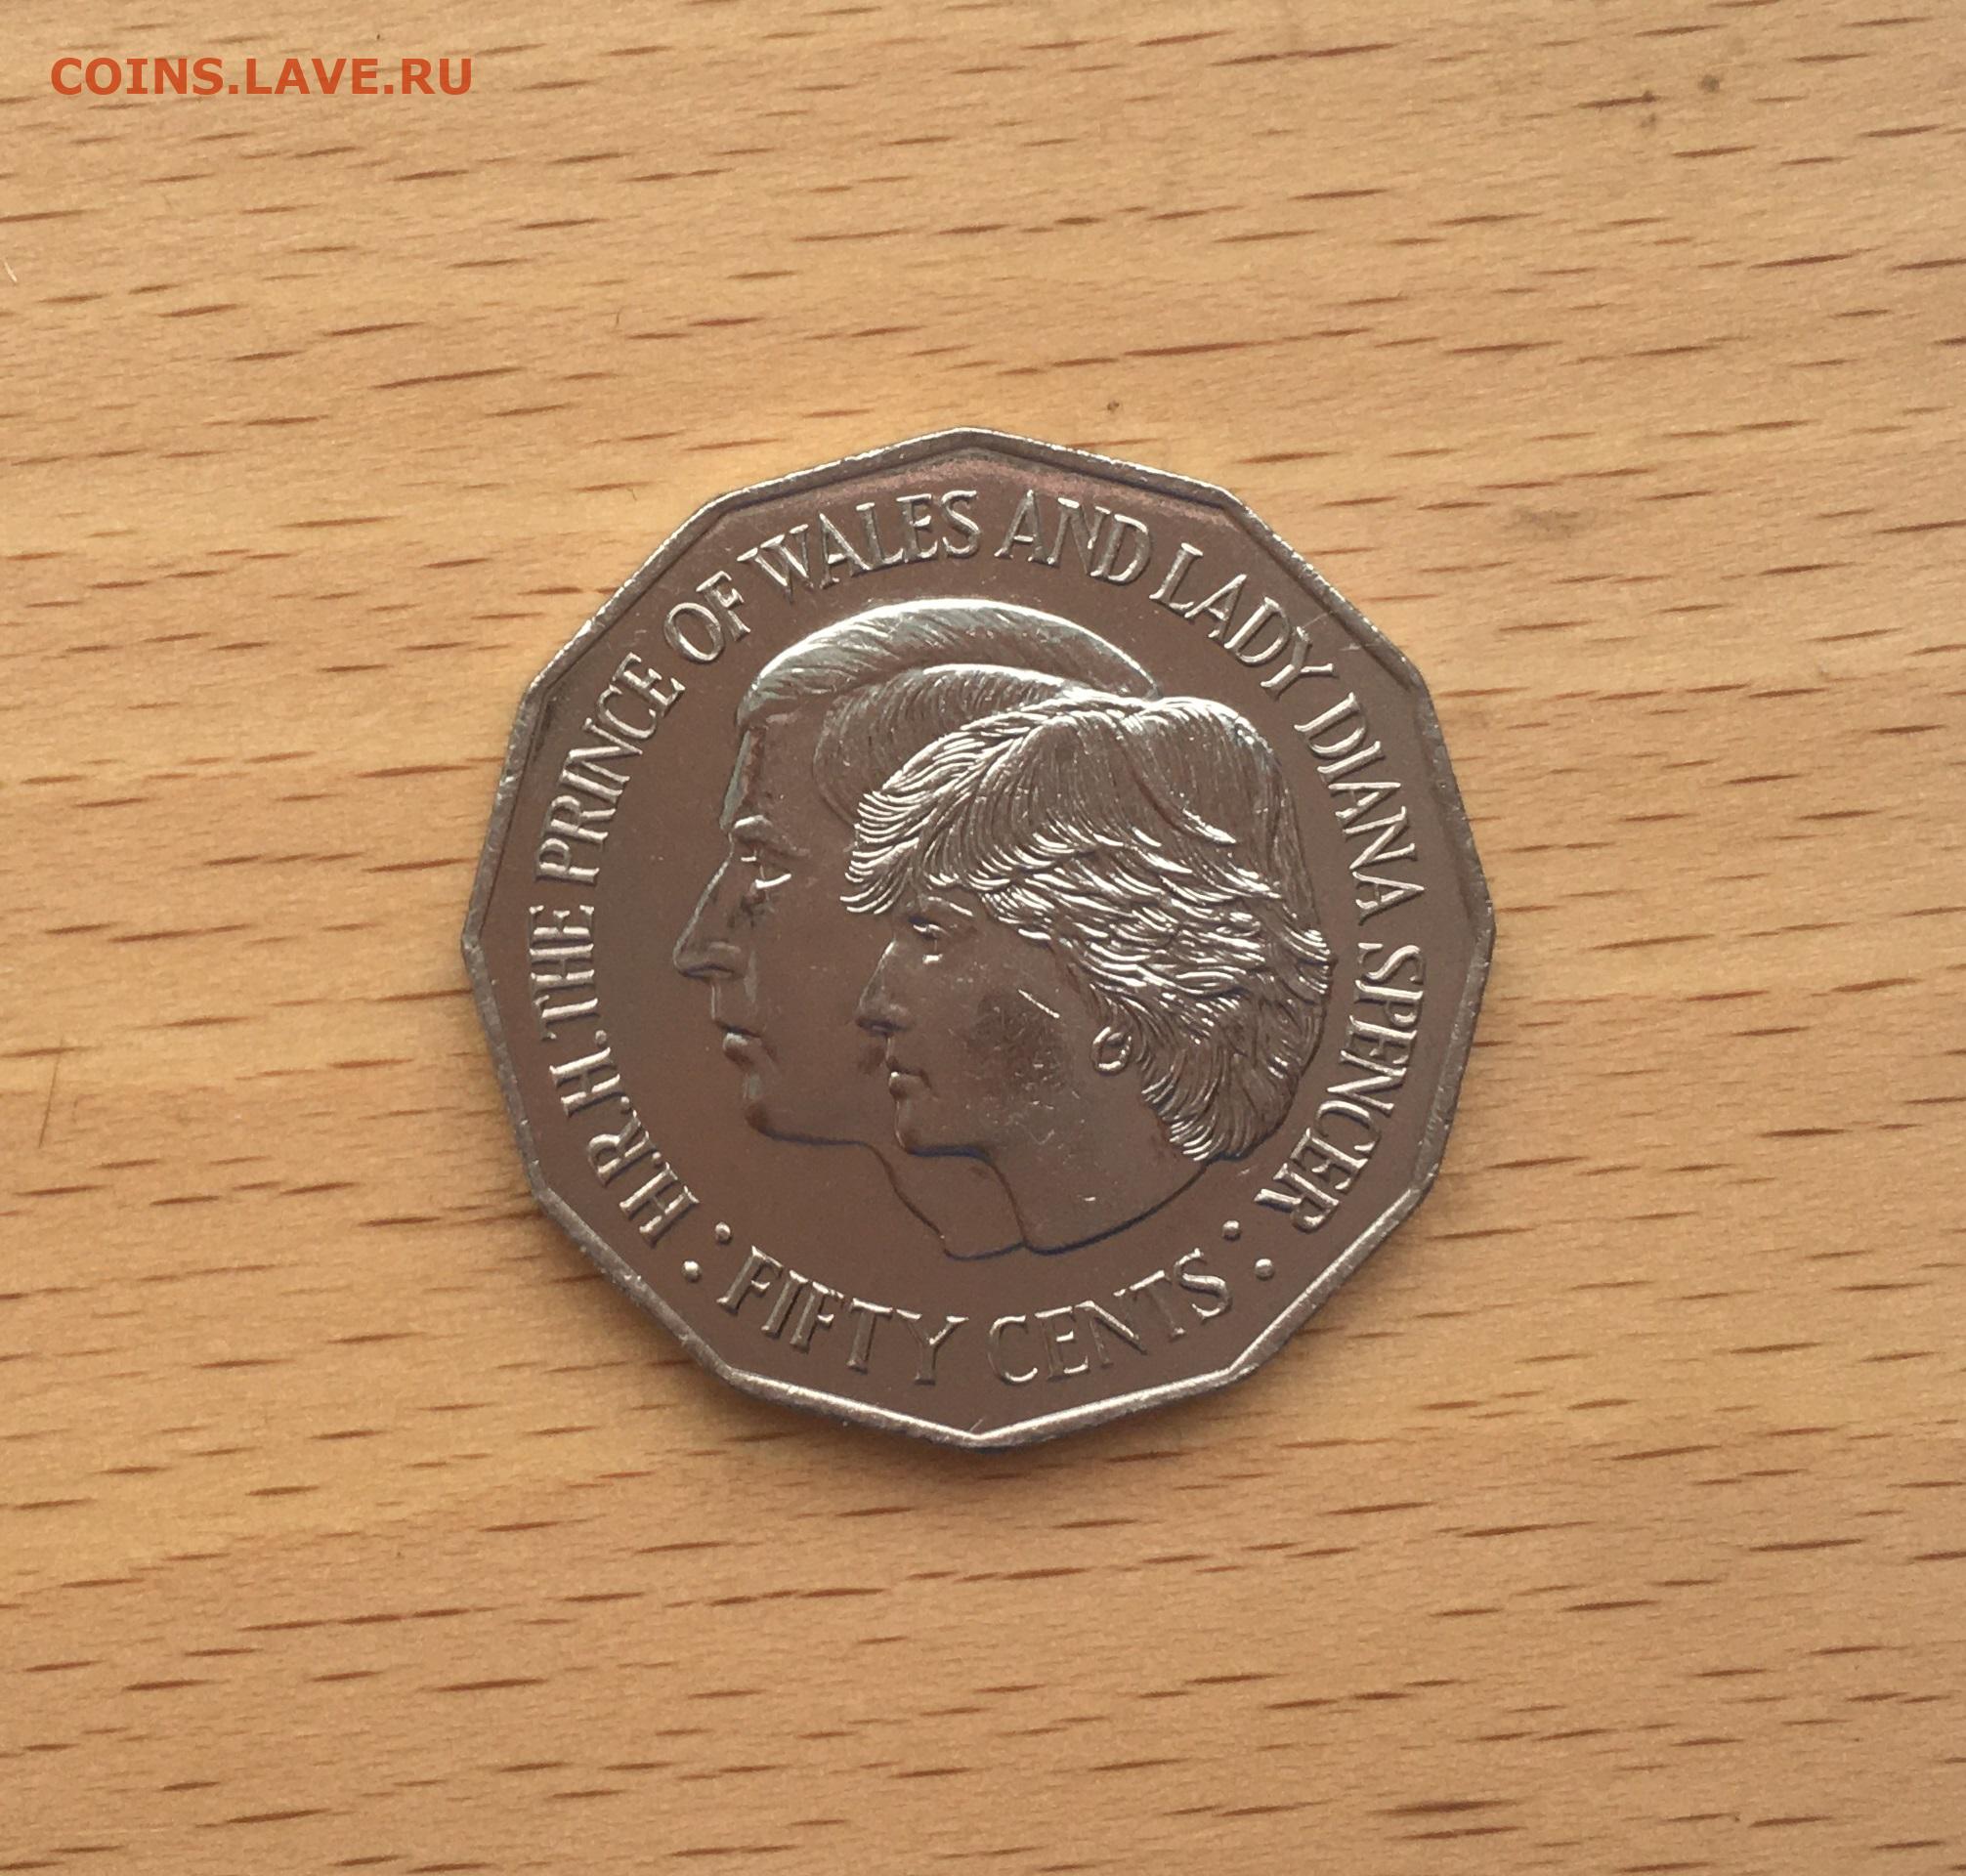 COINS.LAVE.RU
H.R.H. THE PRINCE OF WALES AND LADY DIANA SPENCER
: FIFTY CENTS :